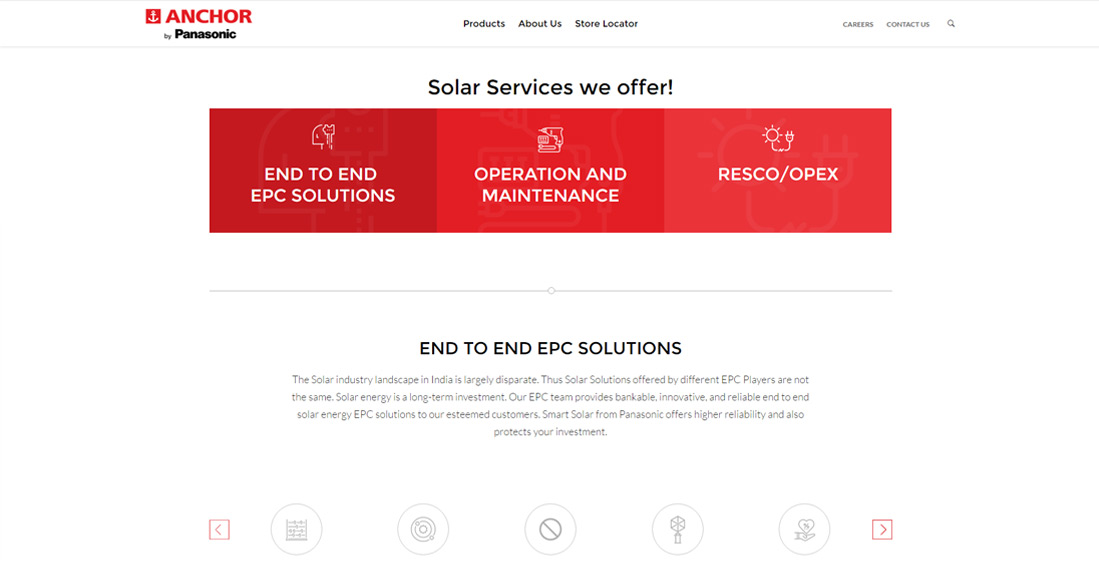 ANCHOR
by Panasonic
Products About Us Store Locator
CAREERS CONTACT US
Solar Services we offer!
END TO END
EPC SOLUTIONS
OPERATION AND
MAINTENANCE
RESCO/OPEX
END TO END EPC SOLUTIONS
The Solar industry landscape in India is largely disparate. Thus Solar Solutions offered by different EPC Players are not
the same. Solar energy is a long-term investment. Our EPC team provides bankable, innovative, and reliable end to end
solar energy EPC solutions to our esteemed customers. Smart Solar from Panasonic offers higher reliability and also
protects your investment.